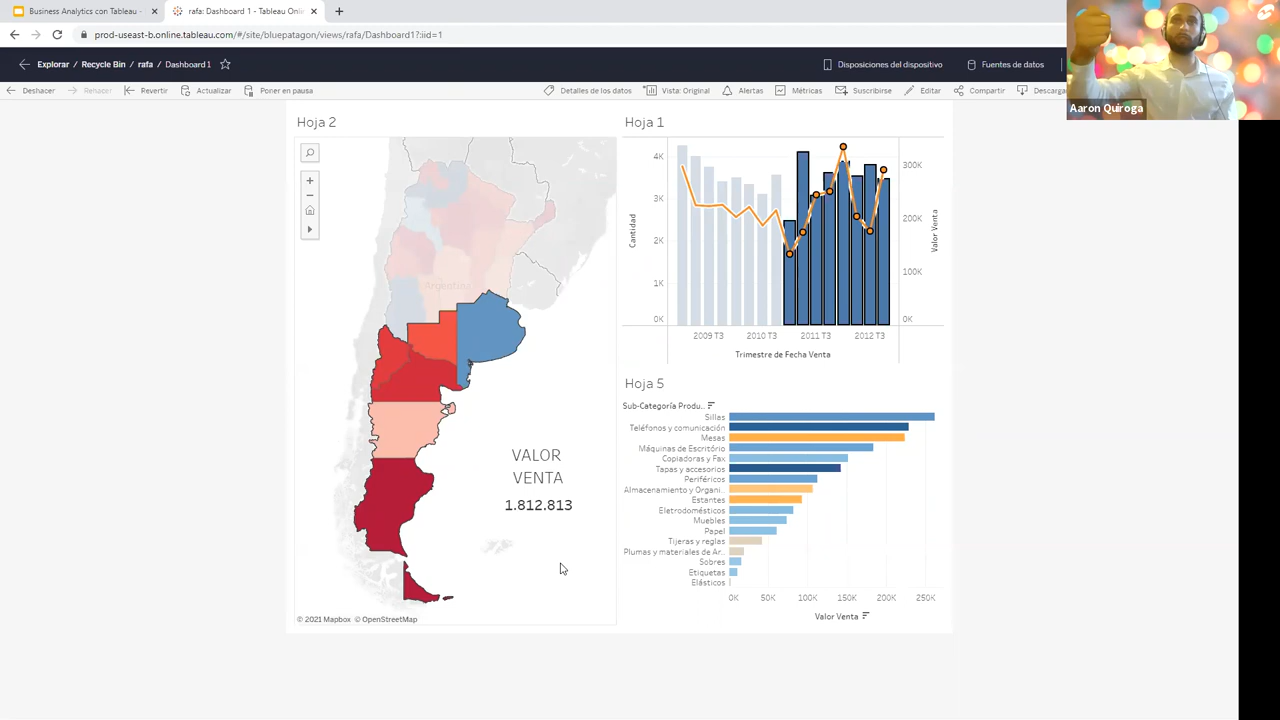 Business Analytics con Tableau -
rafa: Dashboard 1 - Tableau Onli
prod-useast-b.online.tableau.com/#/site/bluepatagon/views/rafa/Dashboard1?:iid=1
Explorar / Recycle Bin / rafa / Dashboard 1
Disposiciones del dispositivo
Fuentes de datos
Deshacer
Rehacer
Revertir
Actualizar
Poner en pausa
Detalles de los datos
Vista: Original
Alertas
Métricas
Suscribirse
Editar
Compartir
Descarga
Aaron Quiroga
Hoja 2
Argentina
VALOR
VENTA
1.812.813
© 2021 Mapbox © OpenStreetMap
Hoja 1
4K
3K
2K
1K
0K
Cantidad
300K
200K
100K
0K
Valor Venta
2009 T3
2010 T3
2011 T3
2012 T3
Trimestre de Fecha Venta
Hoja 5
Sub-Categoría Produ..
Sillas
Teléfonos y comunicación
Mesas
Máquinas de Escritório
Copiadoras y Fax
Tapas y accesorios
Periféricos
Almacenamiento y Organi..
Estantes
Eletrodomésticos
Muebles
Papel
Tijeras y reglas
Plumas y materiales de Ar..
Sobres
Etiquetas
Elásticos
0K
50K
100K
150K
200K
250K
Valor Venta